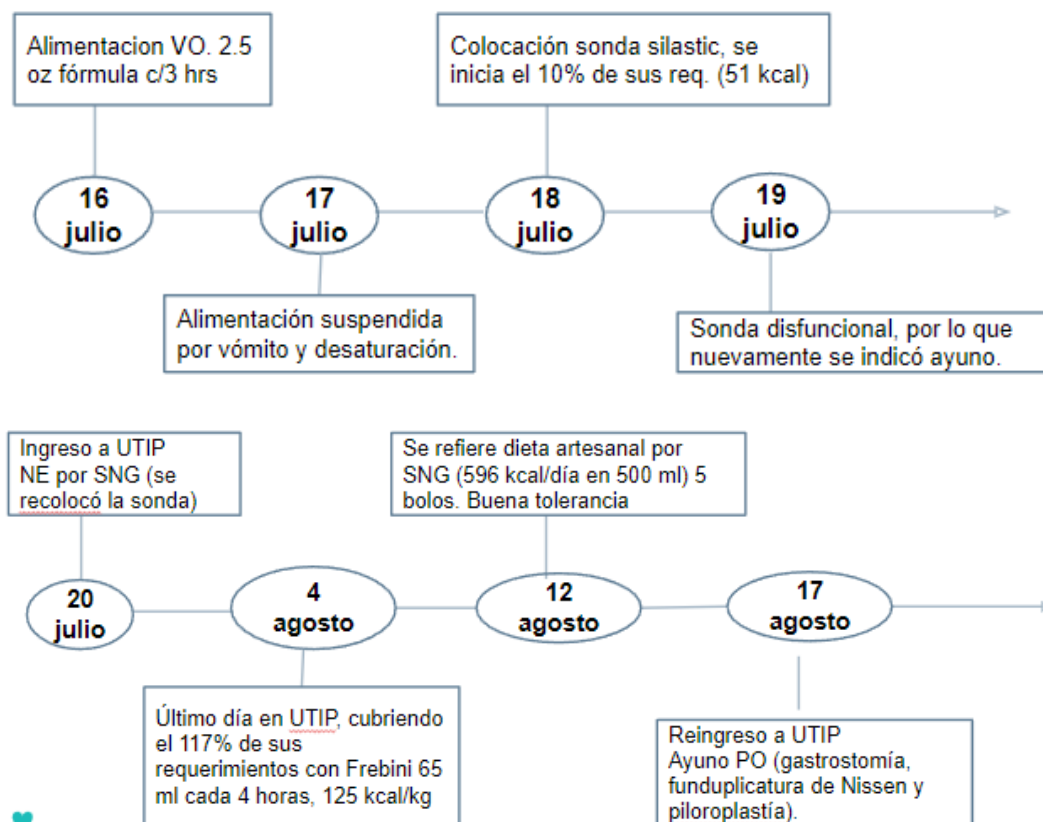 Alimentacion VO. 2.5
oz fórmula c/3 hrs
Colocación sonda silastic, se
inicia el 10% de sus req. (51 kcal)
16
julio
17
julio
18
julio
19
julio
Alimentación suspendida
por vómito y desaturación.
Sonda disfuncional, por lo que
nuevamente se indicó ayuno.
Ingreso a UTIP
NE por SNG (se
recolocó la sonda)
Se refiere dieta artesanal por
SNG (596 kcal/día en 500 ml) 5
bolos. Buena tolerancia
20
julio
4
agosto
12
agosto
17
agosto
Último día en UTIP, cubriendo
el 117% de sus
requerimientos con Frebini 65
ml cada 4 horas, 125 kcal/kg
Reingreso a UTIP
Ayuno PO (gastrostomía,
funduplicatura de Nissen y
piloroplastía).